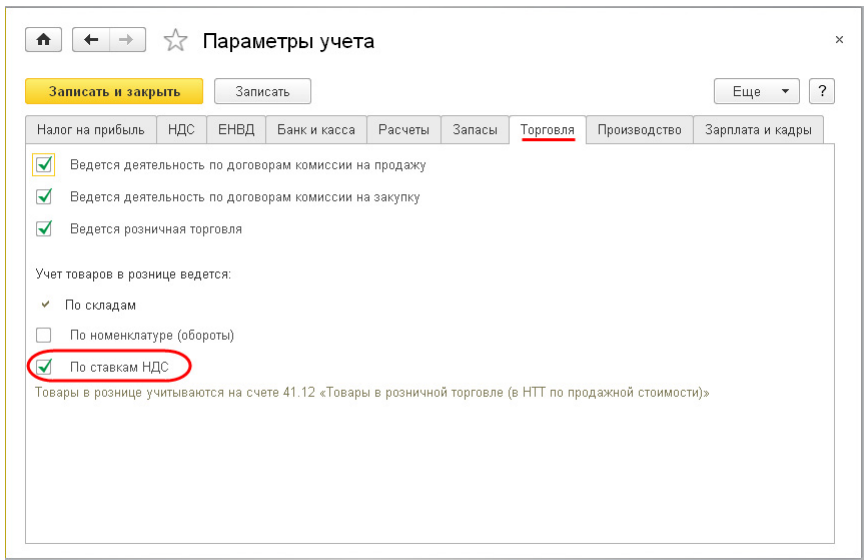 Параметры учета
Записать и закрыть Записать Еще ?
Налог на прибыль НДС ЕНВД Банк и касса Расчеты Запасы Торговля Производство Зарплата и кадры
Ведется деятельность по договорам комиссии на продажу
Ведется деятельность по договорам комиссии на закупку
Ведется розничная торговля
Учет товаров в рознице ведется:
По складам
По номенклатуре (обороты)
По ставкам НДС
Товары в рознице учитываются на счете 41.12 «Товары в розничной торговле (в НТТ по продажной стоимости)»